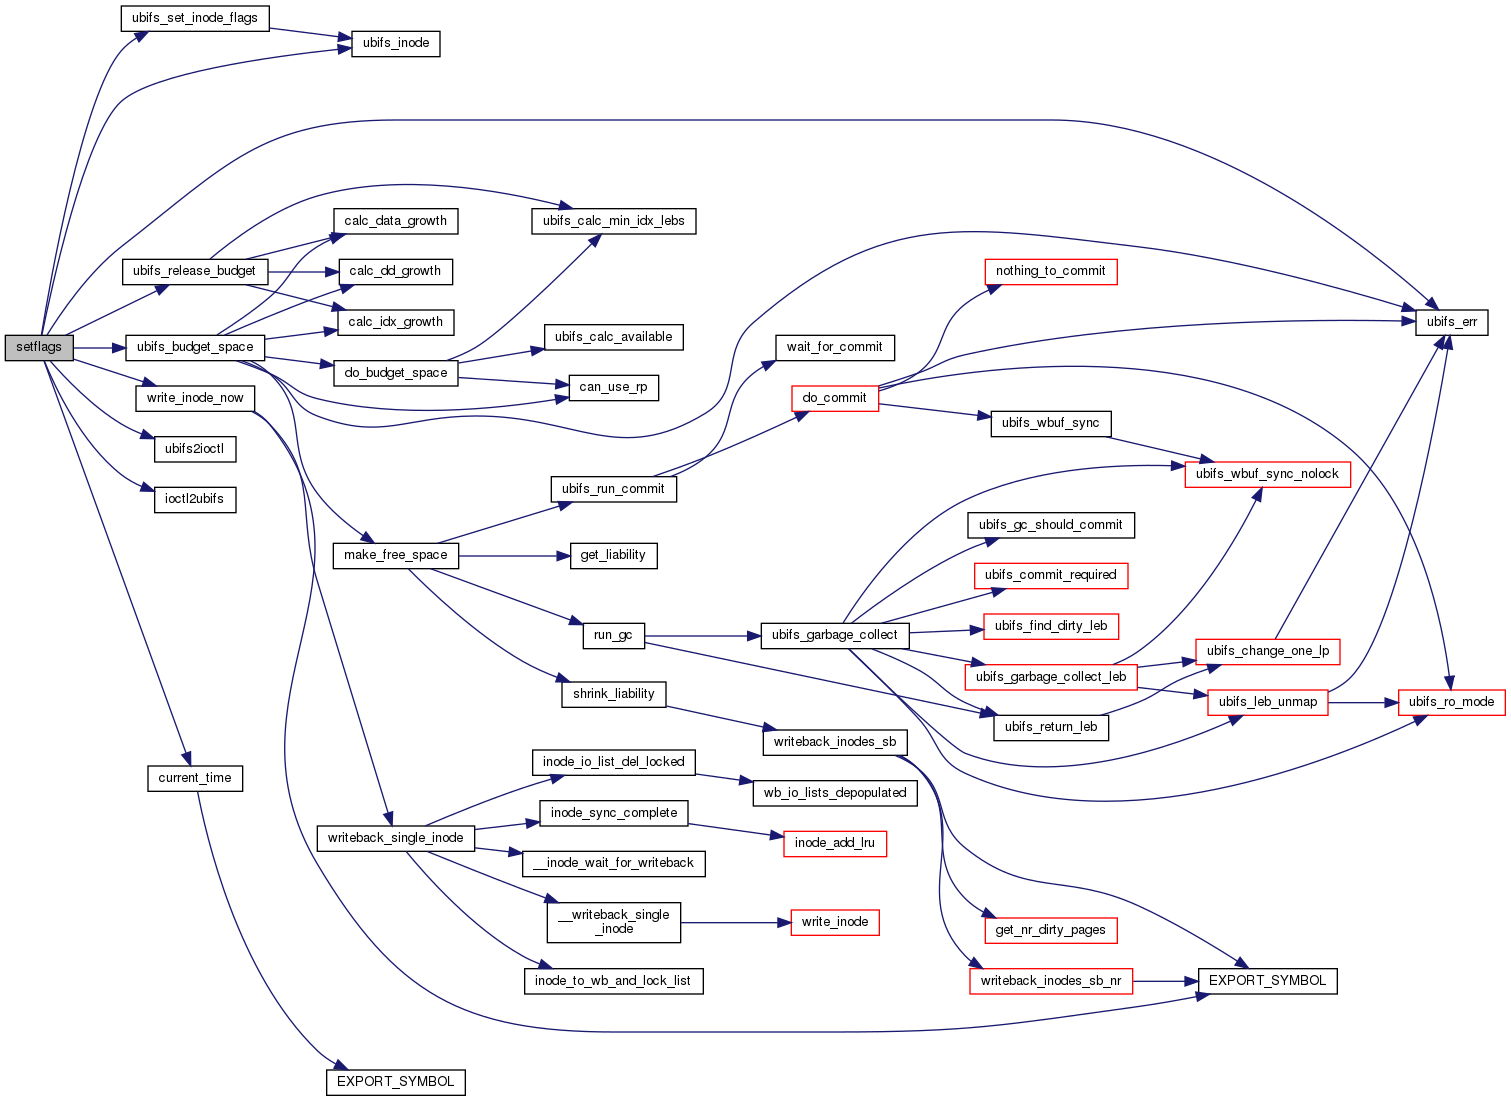 ubifs_set_inode_flags
ubifs_inode
calc_data_growth
ubifs_calc_min_idx_lebs
ubifs_release_budget
calc_dd_growth
nothing_to_commit
calc_idx_growth
ubifs_err
setflags
ubifs_budget_space
ubifs_calc_available
wait_for_commit
do_budget_space
can_use_rp
write_inode_now
do_commit
ubifs_wbuf_sync
ubifs2ioctl
ubifs_wbuf_sync_nolock
ioctl2ubifs
ubifs_run_commit
ubifs_gc_should_commit
make_free_space
get_liability
ubifs_commit_required
run_gc
ubifs_garbage_collect
ubifs_find_dirty_leb
ubifs_change_one_lp
ubifs_garbage_collect_leb
shrink_liability
ubifs_leb_unmap
ubifs_ro_mode
ubifs_return_leb
writeback_inodes_sb
inode_io_list_del_locked
current_time
wb_io_lists_depopulated
inode_sync_complete
writeback_single_inode
inode_add_lru
__inode_wait_for_writeback
__writeback_single
_inode
write_inode
get_nr_dirty_pages
inode_to_wb_and_lock_list
writeback_inodes_sb_nr
EXPORT_SYMBOL
EXPORT_SYMBOL